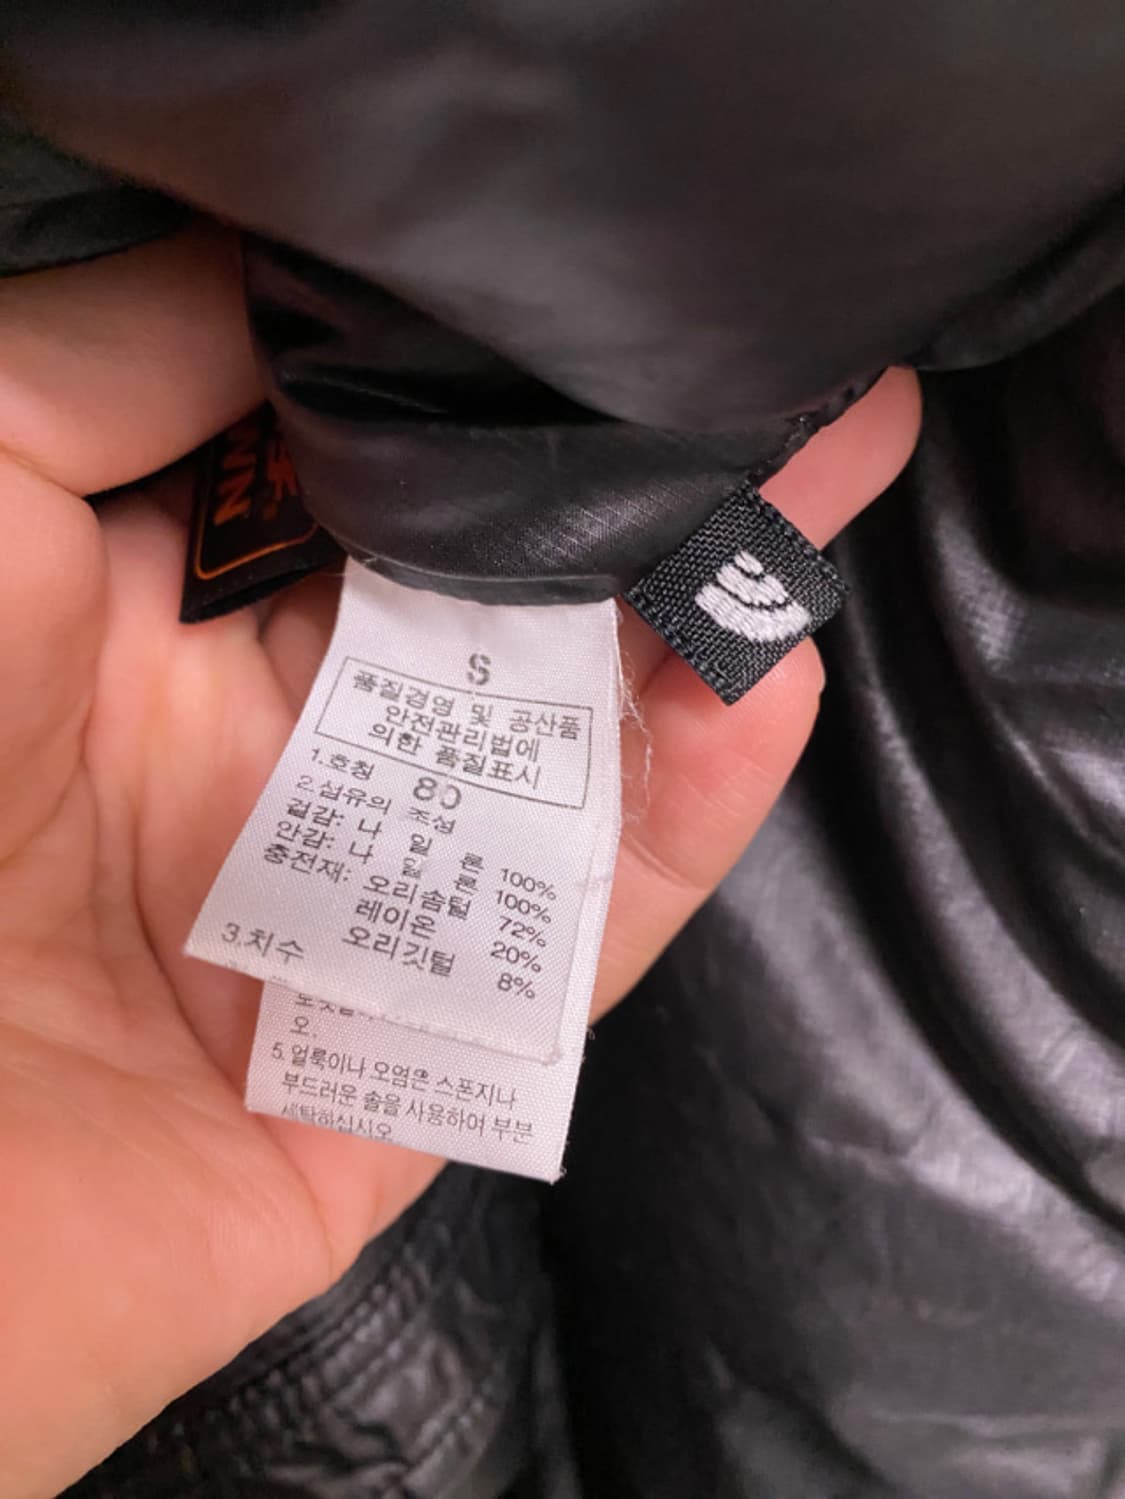 S
품질경영 및 공산품
안전관리법에
의한 품질표시
1.호칭 80
2.섬유의 조성
겉감: 나 일 론 100%
안감: 나 일 론 100%
충전재: 오리솜털 72%
레이온 20%
오리깃털 8%
3.치수
오.
5. 얼룩이나 오염은 스폰지나
부드러운 솔을 사용하여 부분
세탁하십시오